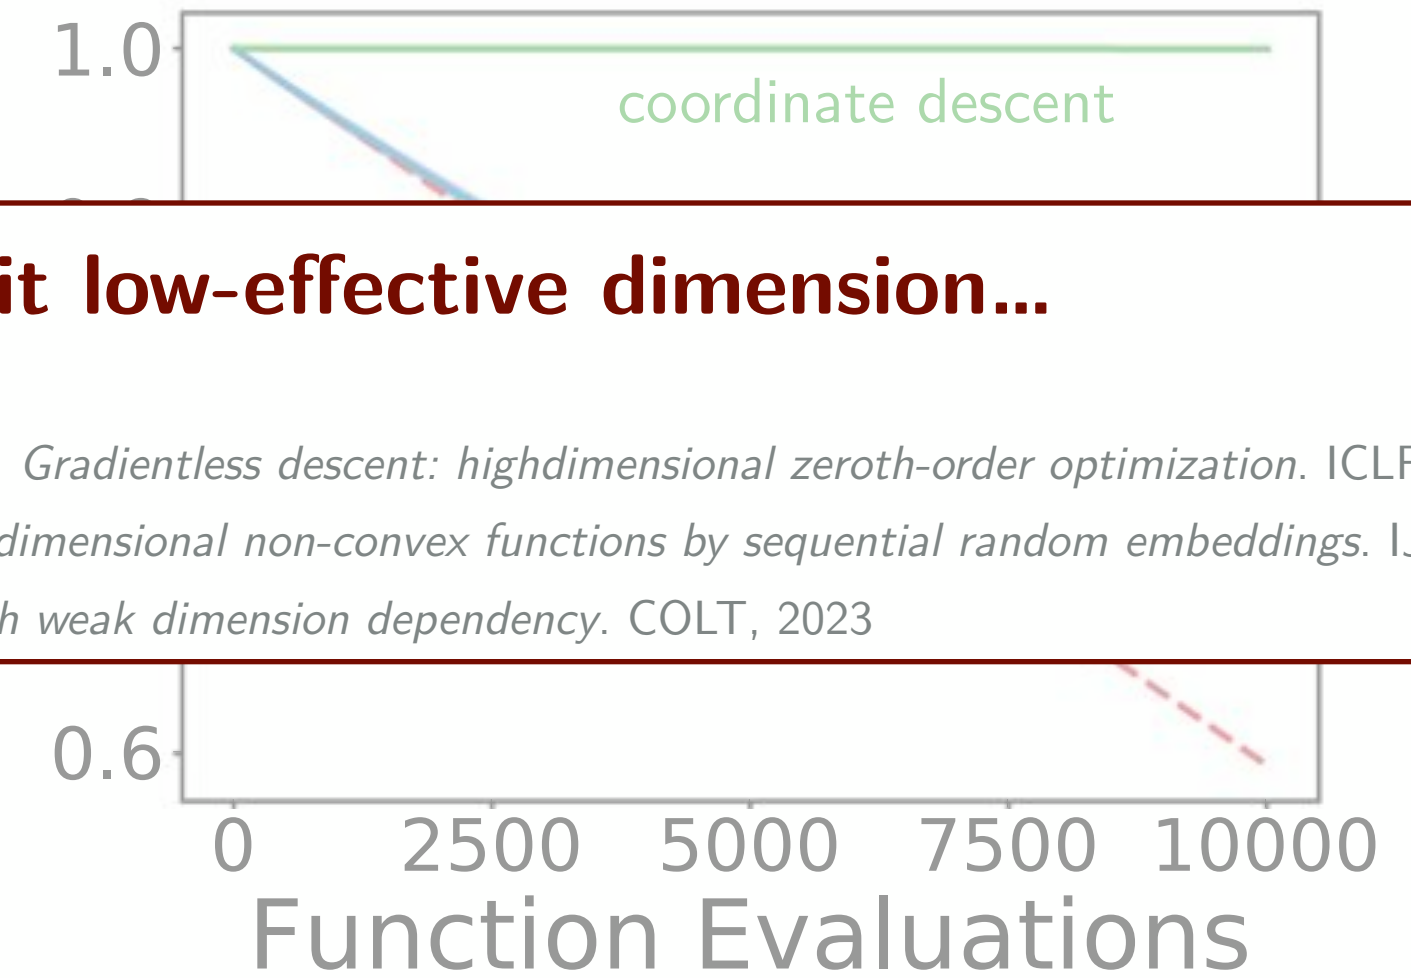 1.0
coordinate descent
it low-effective dimension...
Gradientless descent: highdimensional zeroth-order optimization. ICLR
dimensional non-convex functions by sequential random embeddings. I
h weak dimension dependency. COLT, 2023
0.6
0 2500 5000 7500 10000
Function Evaluations